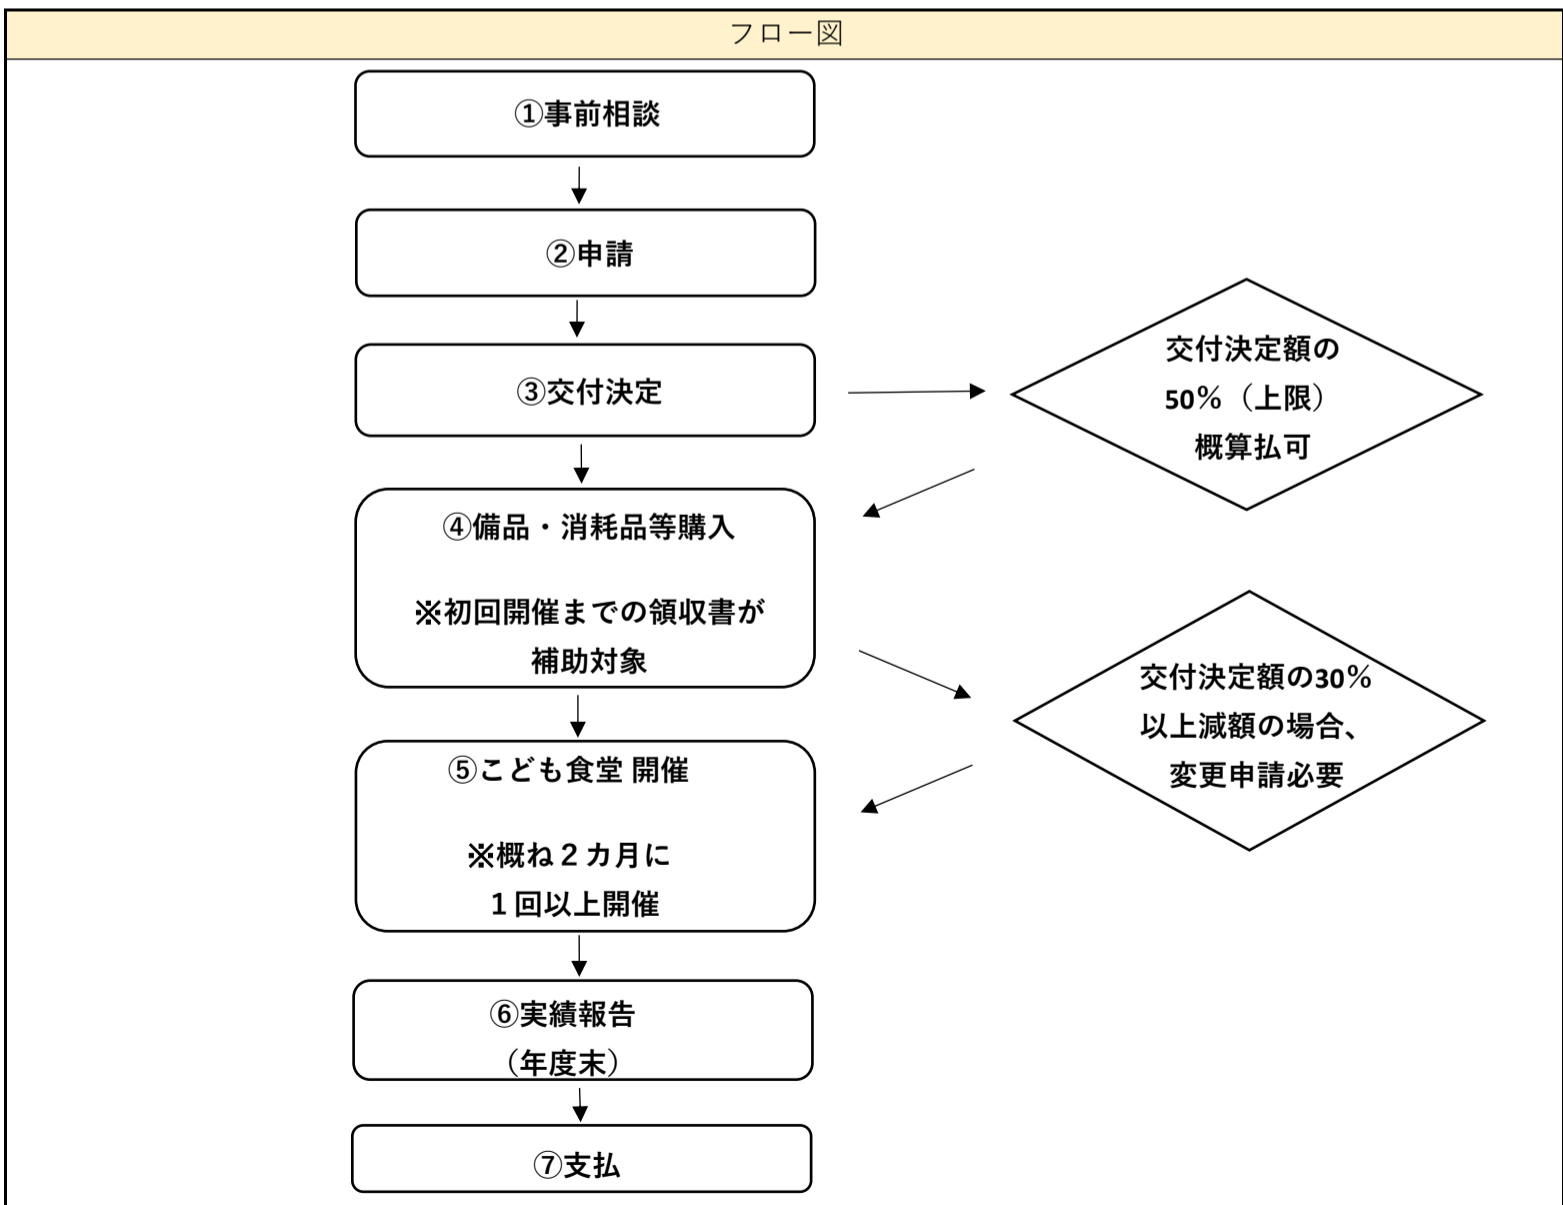 フロー図
①事前相談
②申請
③交付決定
交付決定額の
50％（上限）
概算払可
④備品・消耗品等購入
※初回開催までの領収書が
補助対象
交付決定額の30％
以上減額の場合、
変更申請必要
⑤こども食堂 開催
※概ね２カ月に
１回以上開催
⑥実績報告
（年度末）
⑦支払